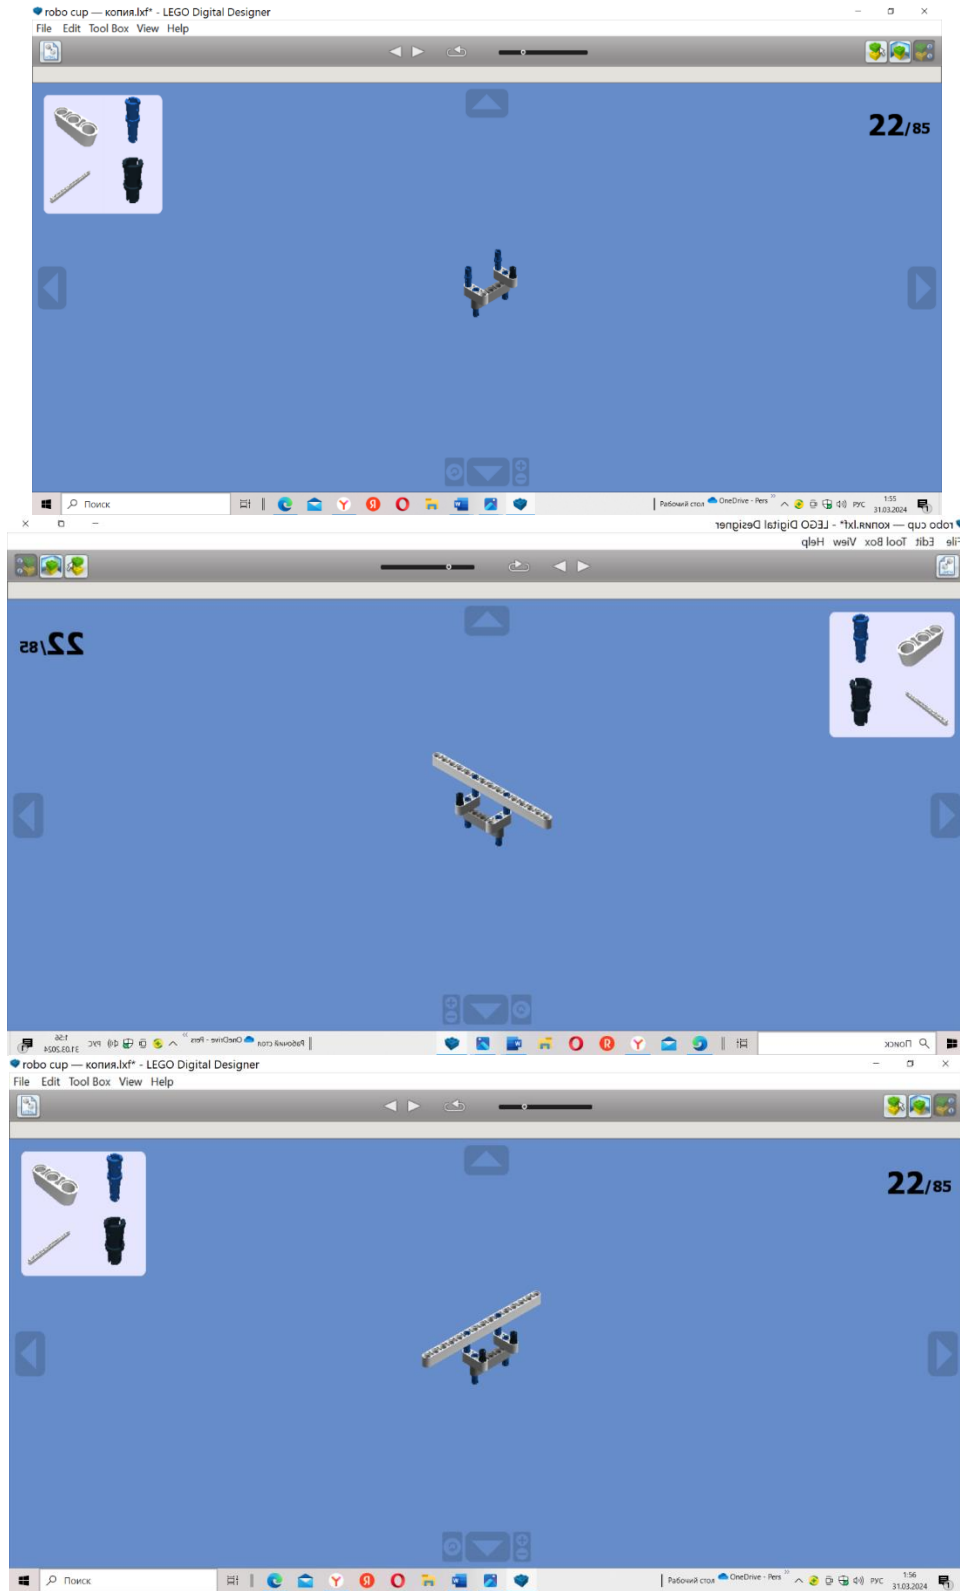 robo cup — копия.lxf* - LEGO Digital Designer
File Edit Tool Box View Help
22/85
Поиск
Рабочий стол OneDrive - Pers » РУС 1:55
31.03.2024
robo cup — копия.lxf* - LEGO Digital Designer
File Edit Tool Box View Help
22/85
Поиск
Рабочий стол OneDrive - Pers » РУС 1:56
31.03.2024
robo cup — копия.lxf* - LEGO Digital Designer
File Edit Tool Box View Help
22/85
Поиск
Рабочий стол OneDrive - Pers » РУС 1:56
31.03.2024